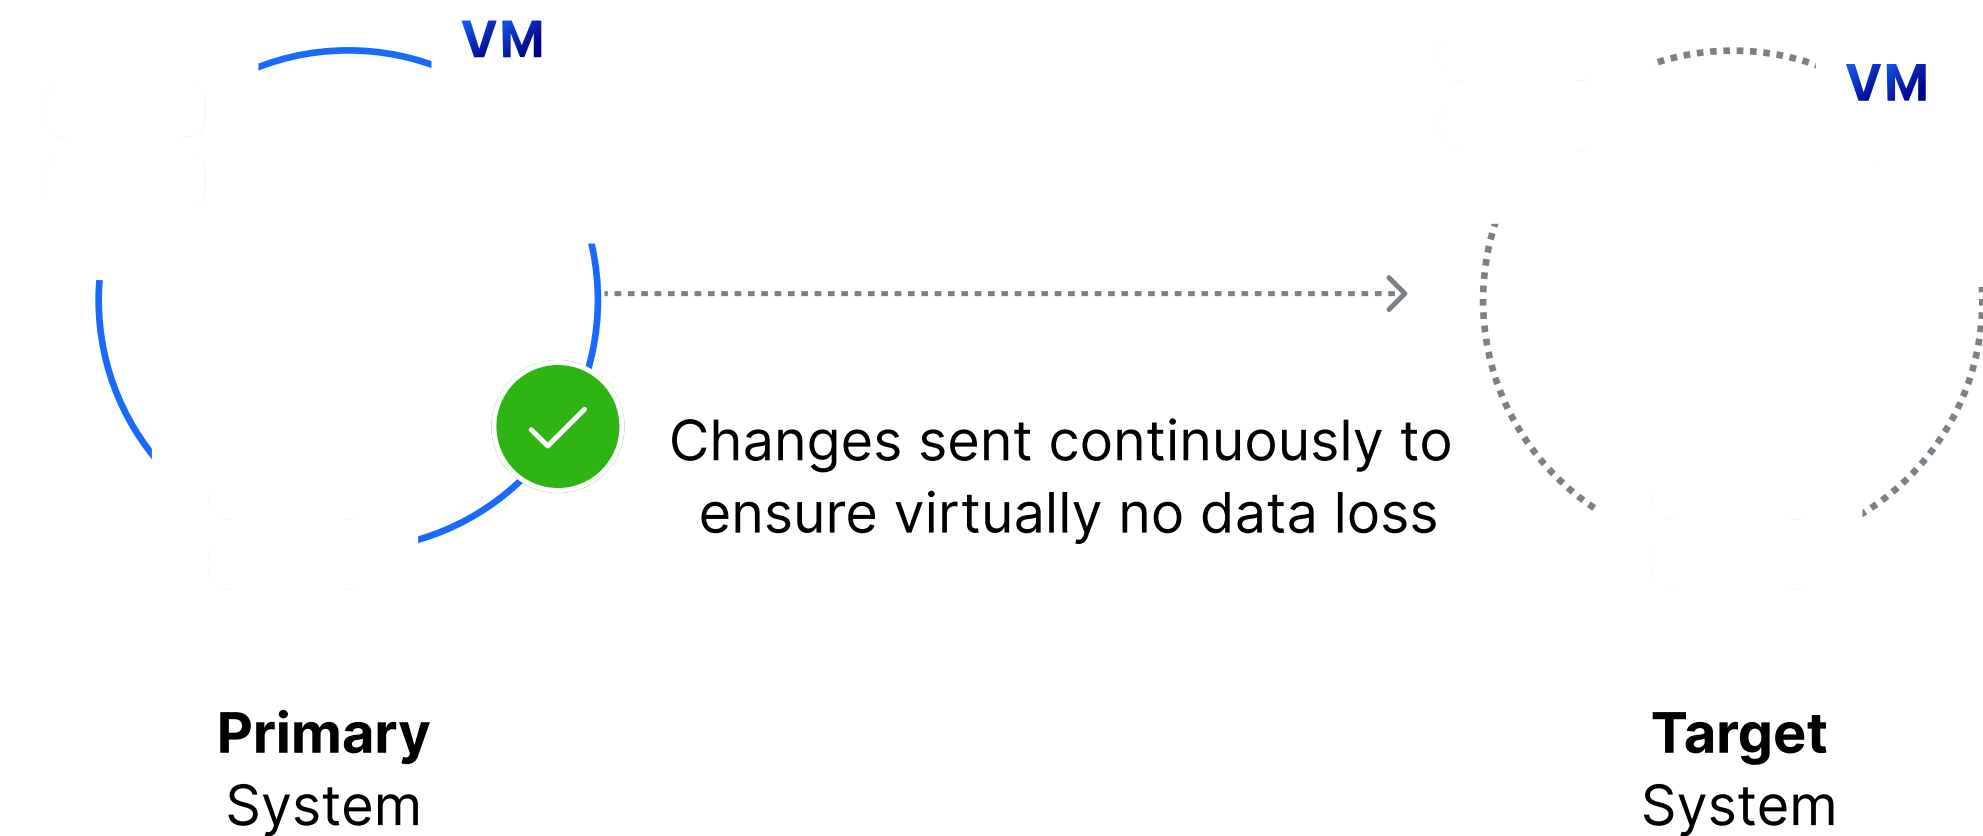 VM
VM
Changes sent continuously to
ensure virtually no data loss
Primary
System
Target
System